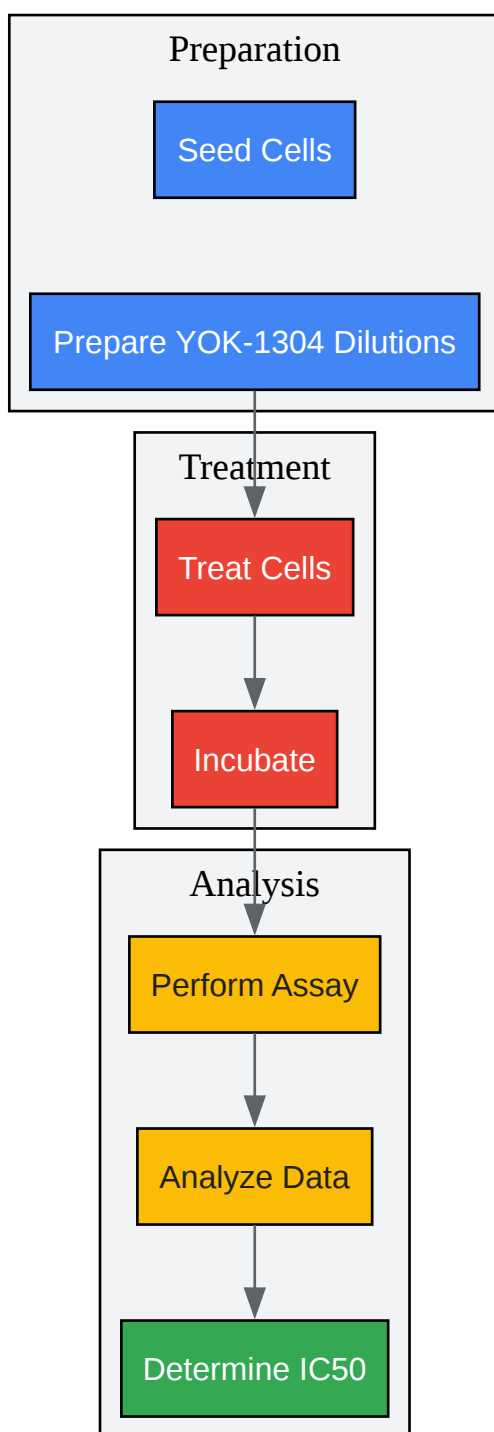 Preparation
Seed Cells
Prepare YOK-1304 Dilutions
Treatment
Treat Cells
Incubate
Analysis
Perform Assay
Analyze Data
Determine IC50